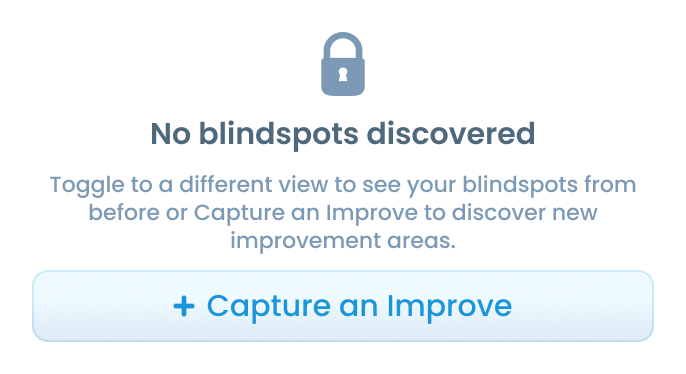 No blindspots discovered
Toggle to a different view to see your blindspots from
before or Capture an Improve to discover new
improvement areas.
+ Capture an Improve